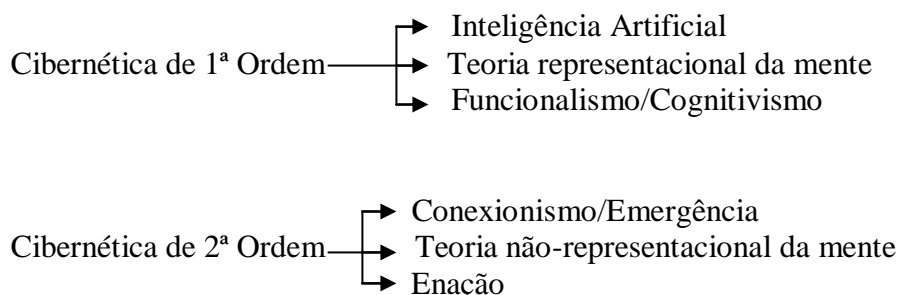 Inteligência Artificial
Cibernética de 1ª Ordem
Teoria representacional da mente
Funcionalismo/Cognitivismo
Conexionismo/Emergência
Cibernética de 2ª Ordem
Teoria não-representacional da mente
Enação